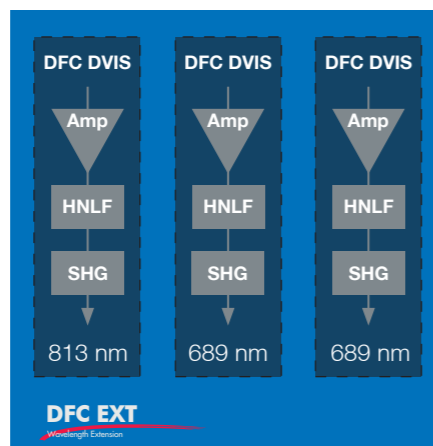 DFC DVIS DFC DVIS DFC DVIS
Amp Amp Amp
HNLF HNLF HNLF
SHG SHG SHG
813 nm 689 nm 689 nm
DFC EXT
Wavelength Extension